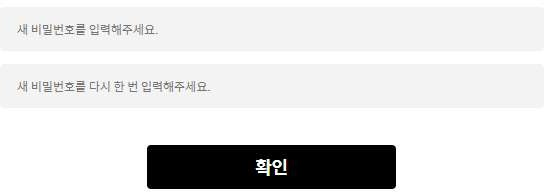 새 비밀번호를 입력해주세요.
새 비밀번호를 다시 한 번 입력해주세요.
확인